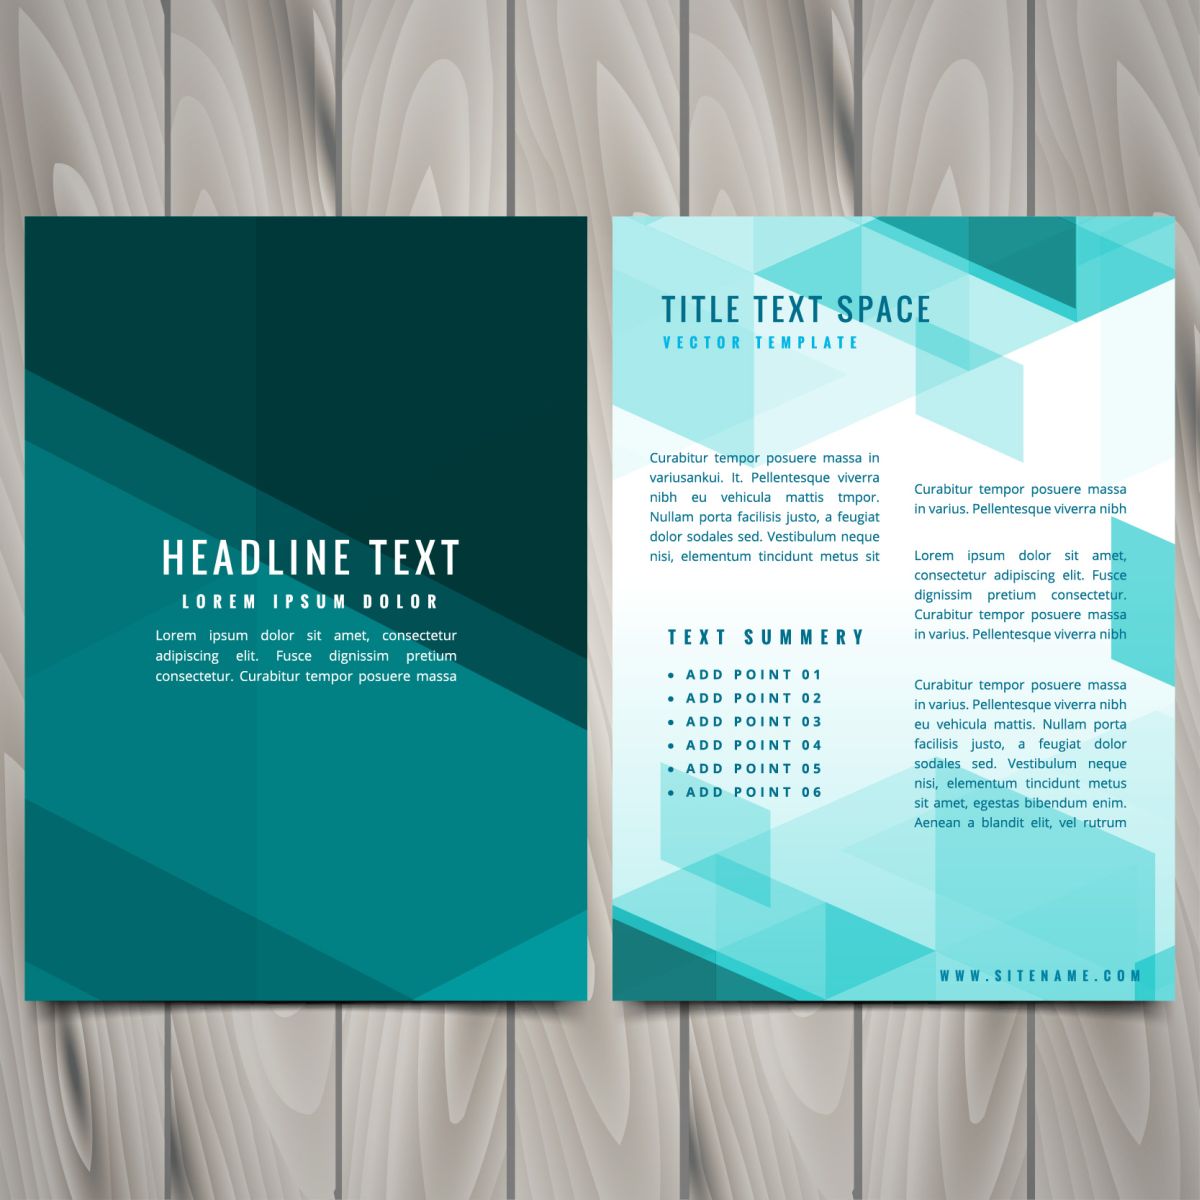 HEADLINE TEXT
LOREM IPSUM DOLOR
Lorem ipsum dolor sit amet, consectetur
adipiscing elit. Fusce dignissim pretium
consectetur. Curabitur tempor posuere massa
TITLE TEXT SPACE
VECTOR TEMPLATE
Curabitur tempor posuere massa in
variusankui. It. Pellentesque viverra
nibh eu vehicula mattis tmpor.
Nullam porta facilisis justo, a feugiat
dolor sodales sed. Vestibulum neque
nisi, elementum tincidunt metus sit
TEXT SUMMERY
• ADD POINT 01
• ADD POINT 02
• ADD POINT 03
• ADD POINT 04
• ADD POINT 05
• ADD POINT 06
Curabitur tempor posuere massa
in varius. Pellentesque viverra nibh
Lorem ipsum dolor sit amet,
consectetur adipiscing elit. Fusce
dignissim pretium consectetur.
Curabitur tempor posuere massa
in varius. Pellentesque viverra nibh
Curabitur tempor posuere massa
in varius. Pellentesque viverra nibh
eu vehicula mattis. Nullam porta
facilisis justo, a feugiat dolor
sodales sed. Vestibulum neque
nisi, elementum tincidunt metus
sit amet, egestas bibendum enim.
Aenean a blandit elit, vel rutrum
WWW.SITENAME.COM